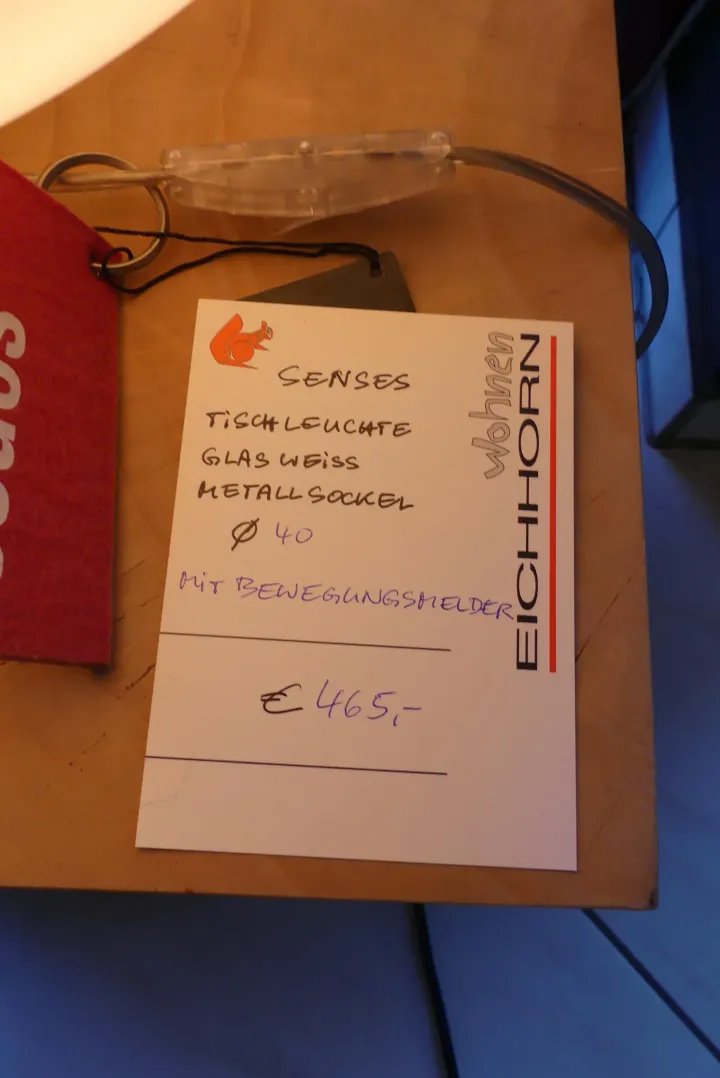 SENSES
TISCHLEUCHTE
GLAS WEISS
METALLSOCKEL
Ø 40
MIT BEWEGUNGSMELDER
€ 465,-
wohnen
EICHHORN